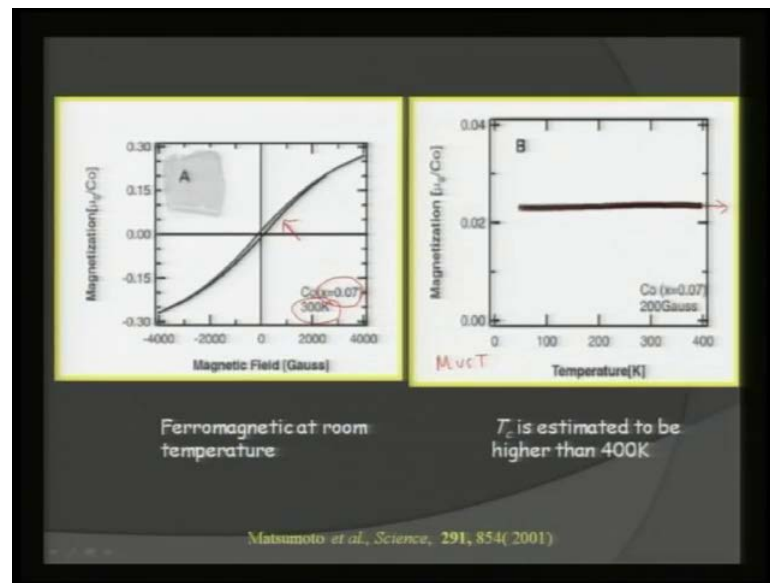 0.30
0.15
0.00
-0.15
-0.30
Magnetization[μB/Co]
A
Co(x=0.07)
300K
-4000 -2000 0 2000 4000
Magnetic Field [Gauss]
0.04
0.02
0.00
Magnetization [μB/Co]
B
Co (x=0.07)
200Gauss
0 100 200 300 400
M vs T
Temperature[K]
Ferromagnetic at room
temperature
Tc is estimated to be
higher than 400K
Matsumoto et al., Science, 291, 854( 2001)